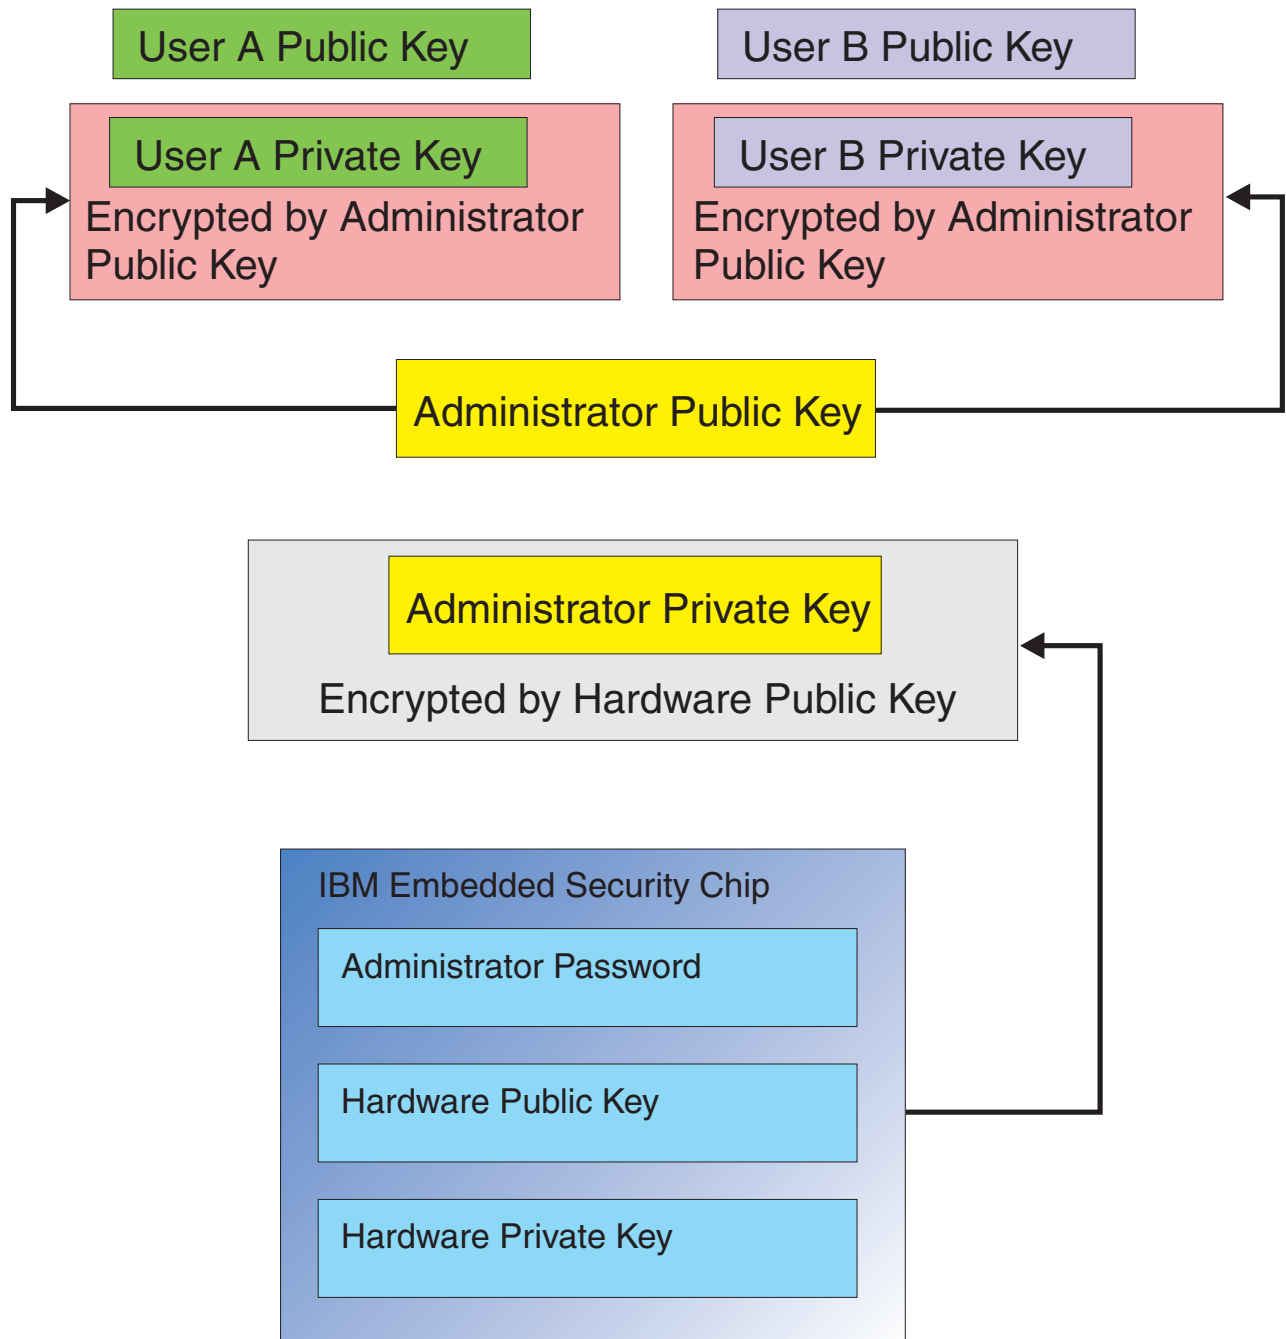 User A Public Key
User B Public Key
User A Private Key
Encrypted by Administrator
Public Key
User B Private Key
Encrypted by Administrator
Public Key
Administrator Public Key
Administrator Private Key
Encrypted by Hardware Public Key
IBM Embedded Security Chip
Administrator Password
Hardware Public Key
Hardware Private Key